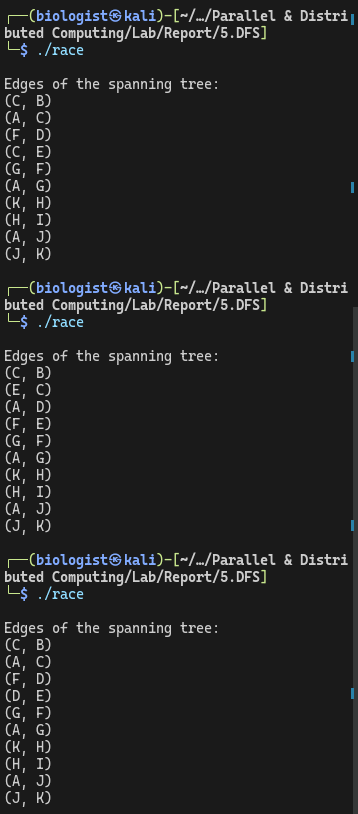 ┌──(biologist㉿kali)-[~/…/Parallel & Distri
buted Computing/Lab/Report/5.DFS]
└─$ ./race
Edges of the spanning tree:
(C, B)
(A, C)
(F, D)
(C, E)
(G, F)
(A, G)
(K, H)
(H, I)
(A, J)
(J, K)
┌──(biologist㉿kali)-[~/…/Parallel & Distri
buted Computing/Lab/Report/5.DFS]
└─$ ./race
Edges of the spanning tree:
(C, B)
(E, C)
(A, D)
(F, E)
(G, F)
(A, G)
(K, H)
(H, I)
(A, J)
(J, K)
┌──(biologist㉿kali)-[~/…/Parallel & Distri
buted Computing/Lab/Report/5.DFS]
└─$ ./race
Edges of the spanning tree:
(C, B)
(A, C)
(F, D)
(D, E)
(G, F)
(A, G)
(K, H)
(H, I)
(A, J)
(J, K)